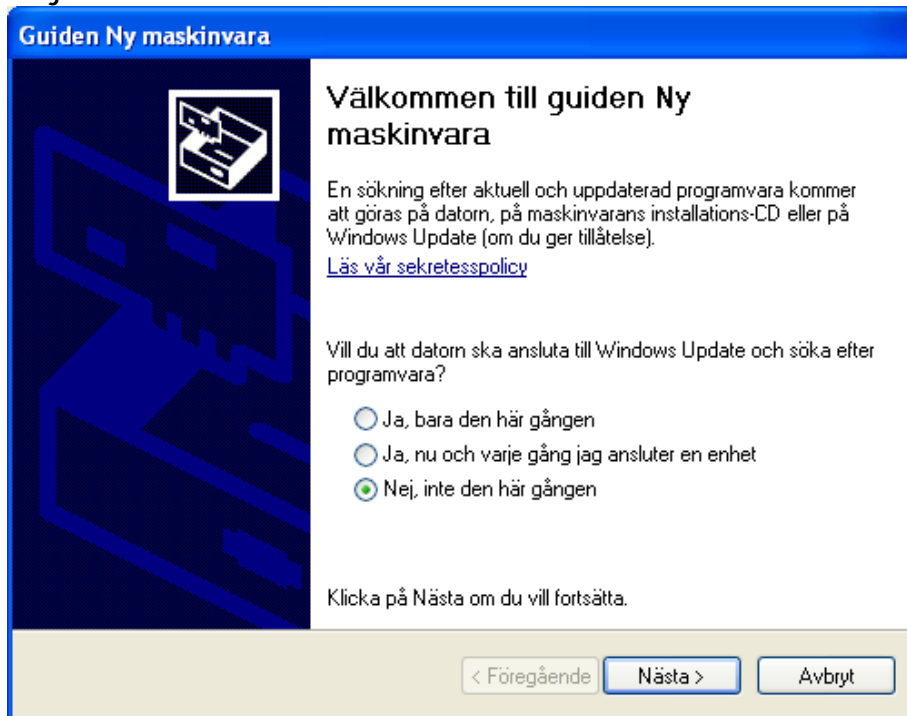 Guiden Ny maskinvara
Välkommen till guiden Ny
maskinvara
En sökning efter aktuell och uppdaterad programvara kommer
att göras på datorn, på maskinvarans installations-CD eller på
Windows Update (om du ger tillåtelse).
Läs vår sekretesspolicy
Vill du att datorn ska ansluta till Windows Update och söka efter
programvara?
Ja, bara den här gången
Ja, nu och varje gång jag ansluter en enhet
Nej, inte den här gången
Klicka på Nästa om du vill fortsätta.
< Föregående Nästa > Avbryt